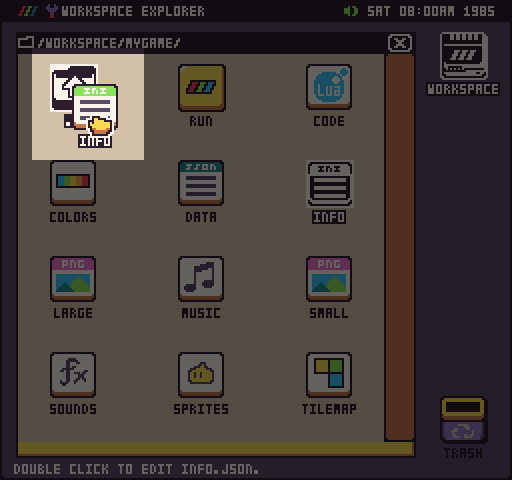 WORKSPACE EXPLORER
SAT 08:00AM 1985
/WORKSPACE/MYGAME/
WORKSPACE
INI
INFO
RUN
Lua
CODE
COLORS
JSON
DATA
INI
INFO
PNG
LARGE
MUSIC
PNG
SMALL
fx
SOUNDS
SPRITES
TILEMAP
TRASH
DOUBLE CLICK TO EDIT INFO.JSON.